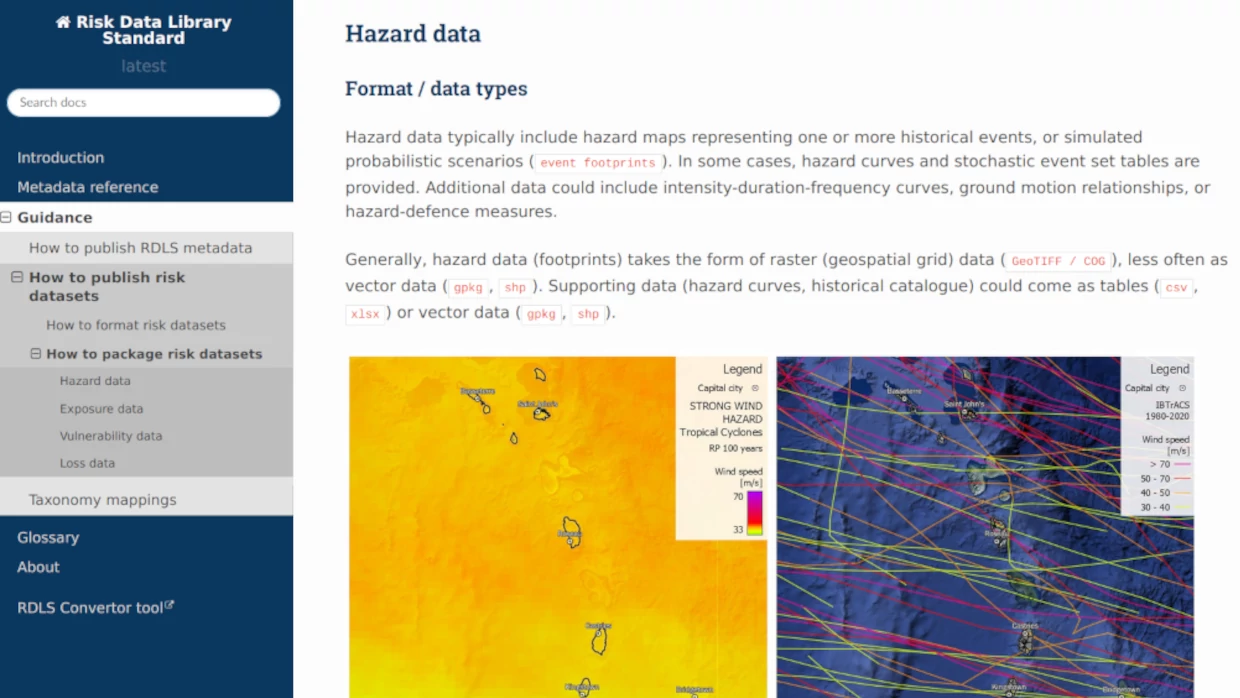 Risk Data Library
Standard
latest
Search docs
Introduction
Metadata reference
Guidance
How to publish RDLS metadata
How to publish risk
datasets
How to format risk datasets
How to package risk datasets
Hazard data
Exposure data
Vulnerability data
Loss data
Taxonomy mappings
Glossary
About
RDLS Convertor tool
Hazard data
Format / data types
Hazard data typically include hazard maps representing one or more historical events, or simulated
probabilistic scenarios ( event footprints ). In some cases, hazard curves and stochastic event set tables are
provided. Additional data could include intensity-duration-frequency curves, ground motion relationships, or
hazard-defence measures.
Generally, hazard data (footprints) takes the form of raster (geospatial grid) data ( GeoTIFF / COG ), less often as
vector data ( gpkg , shp ). Supporting data (hazard curves, historical catalogue) could come as tables ( csv ,
xlsx ) or vector data ( gpkg , shp ).
Basseterre
Saint John's
Roseau
Castries
Kingstown
Bridgetown
Legend
Capital city
STRONG WIND
HAZARD
Tropical Cyclones
RP 100 years
Wind speed
[m/s]
70
33
Basseterre
Saint John's
Roseau
Castries
Kingstown
Bridgetown
Legend
Capital city
IBTrACS
1980-2020
Wind speed
[m/s]
> 70
50 - 70
40 - 50
30 - 40